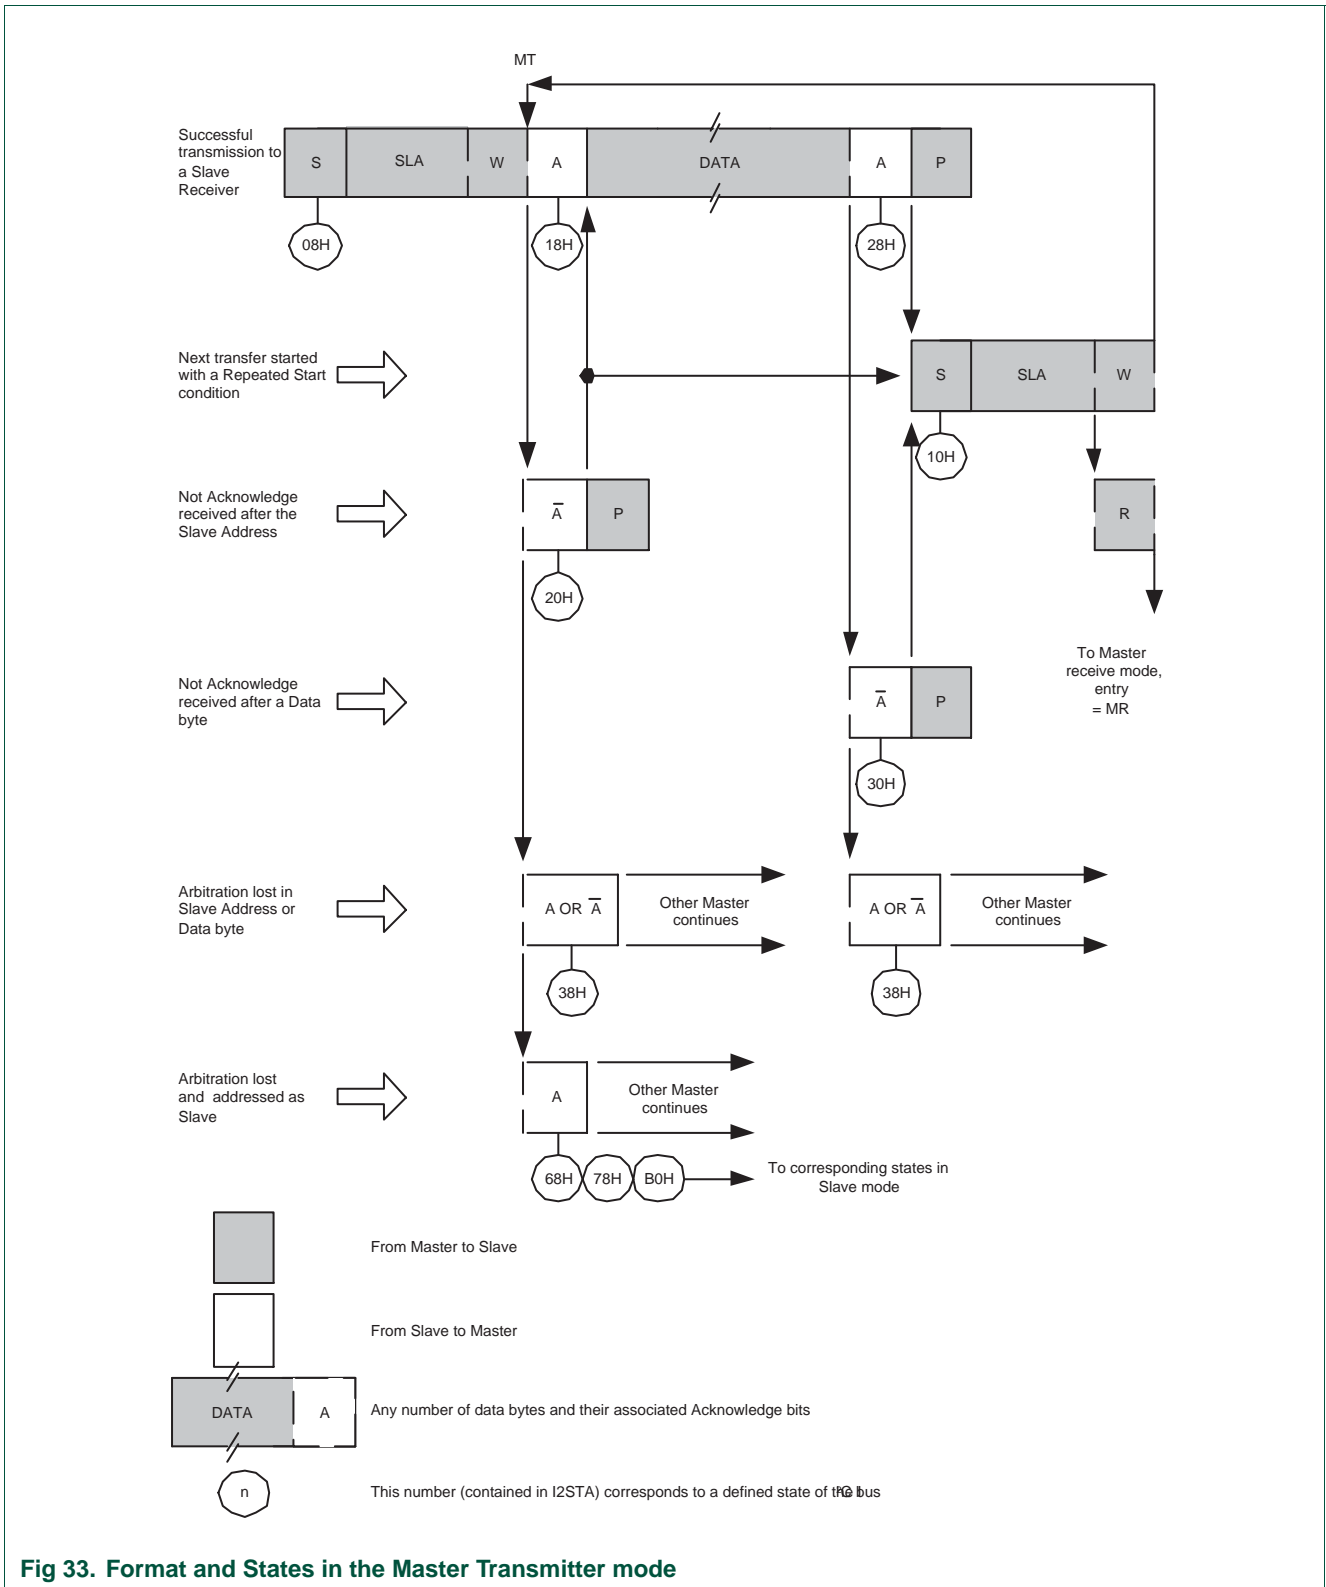 MT
Successful
transmission to
a Slave
Receiver
S SLA W A DATA A P
08H 18H 28H
Next transfer started
with a Repeated Start
condition
S SLA W
10H
Not Acknowledge
received after the
Slave Address
A̅ P
R
20H
To Master
receive mode,
entry
= MR
Not Acknowledge
received after a Data
byte
A̅ P
30H
Arbitration lost in
Slave Address or
Data byte
A OR A̅
Other Master
continues
A OR A̅
Other Master
continues
38H 38H
Arbitration lost
and addressed as
Slave
A
Other Master
continues
68H 78H B0H
To corresponding states in
Slave mode
From Master to Slave
From Slave to Master
DATA A
Any number of data bytes and their associated Acknowledge bits
n
This number (contained in I2STA) corresponds to a defined state of the bus
Fig 33. Format and States in the Master Transmitter mode